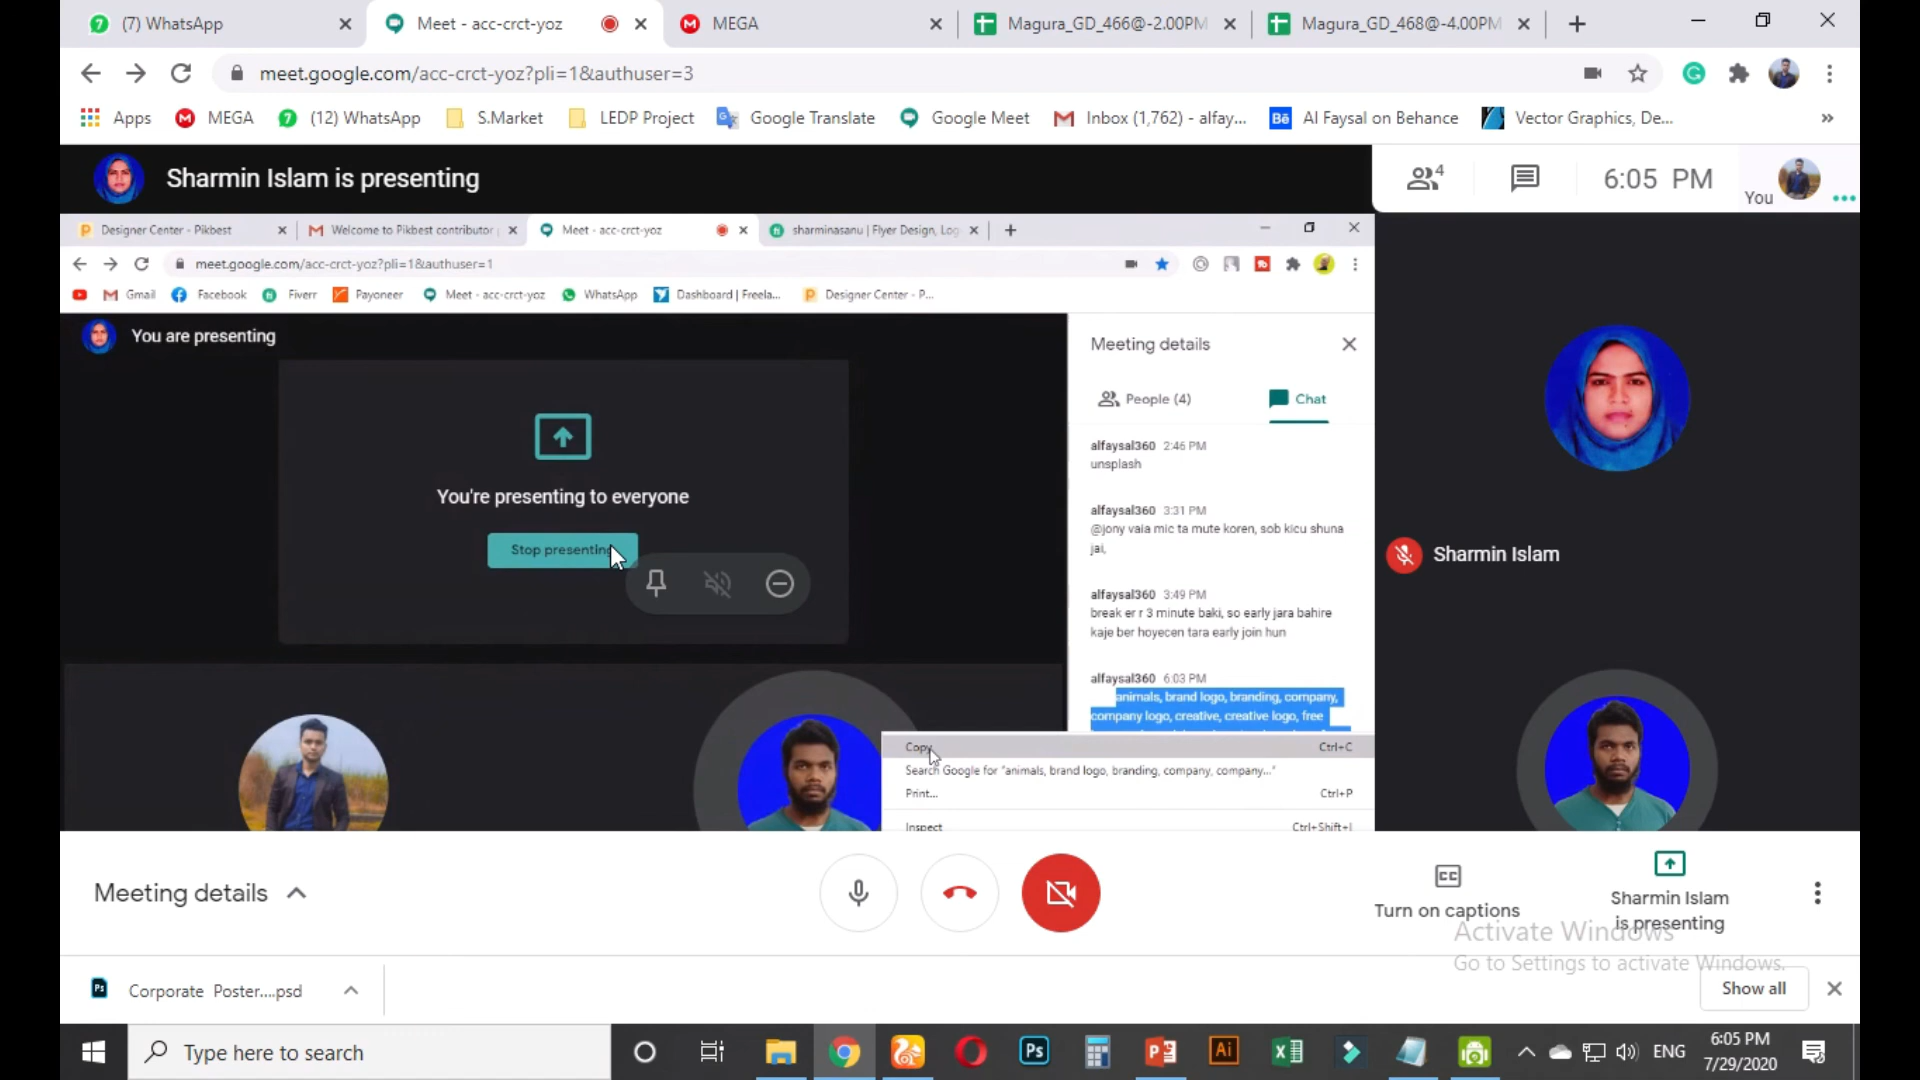 (7) WhatsApp
Meet - acc-crct-yoz
MEGA
Magura_GD_466@-2.00PM
Magura_GD_468@-4.00PM
meet.google.com/acc-crct-yoz?pli=1&authuser=3
Apps
MEGA
(12) WhatsApp
S.Market
LEDP Project
Google Translate
Google Meet
Inbox (1,762) - alfay...
Al Faysal on Behance
Vector Graphics, De...
Sharmin Islam is presenting
4
6:05 PM
You
Designer Center - Pikbest
Welcome to Pikbest contributor
Meet - acc-crct-yoz
sharminasanu | Flyer Design, Log
meet.google.com/acc-crct-yoz?pli=1&authuser=1
Gmail
Facebook
Fiverr
Payoneer
Meet - acc-crct-yoz
WhatsApp
Dashboard | Freela...
Designer Center - P...
You are presenting
You're presenting to everyone
Stop presenting
Meeting details
People (4)
Chat
alfaysal360 2:46 PM
unsplash
alfaysal360 3:31 PM
@jony vaia mic ta mute koren, sob kicu shuna
jai,
alfaysal360 3:49 PM
break er r 3 minute baki, so early jara bahire
kaje ber hoyecen tara early join hun
alfaysal360 6:03 PM
animals, brand logo, branding, company,
company logo, creative, creative logo, free
Copy Ctrl+C
Search Google for "animals, brand logo, branding, company, company..."
Print... Ctrl+P
Inspect Ctrl+Shift+I
Sharmin Islam
Meeting details
Turn on captions
Sharmin Islam
is presenting
Activate Windows
Go to Settings to activate Windows.
Corporate Poster....psd
Show all
Type here to search
ENG
6:05 PM
7/29/2020